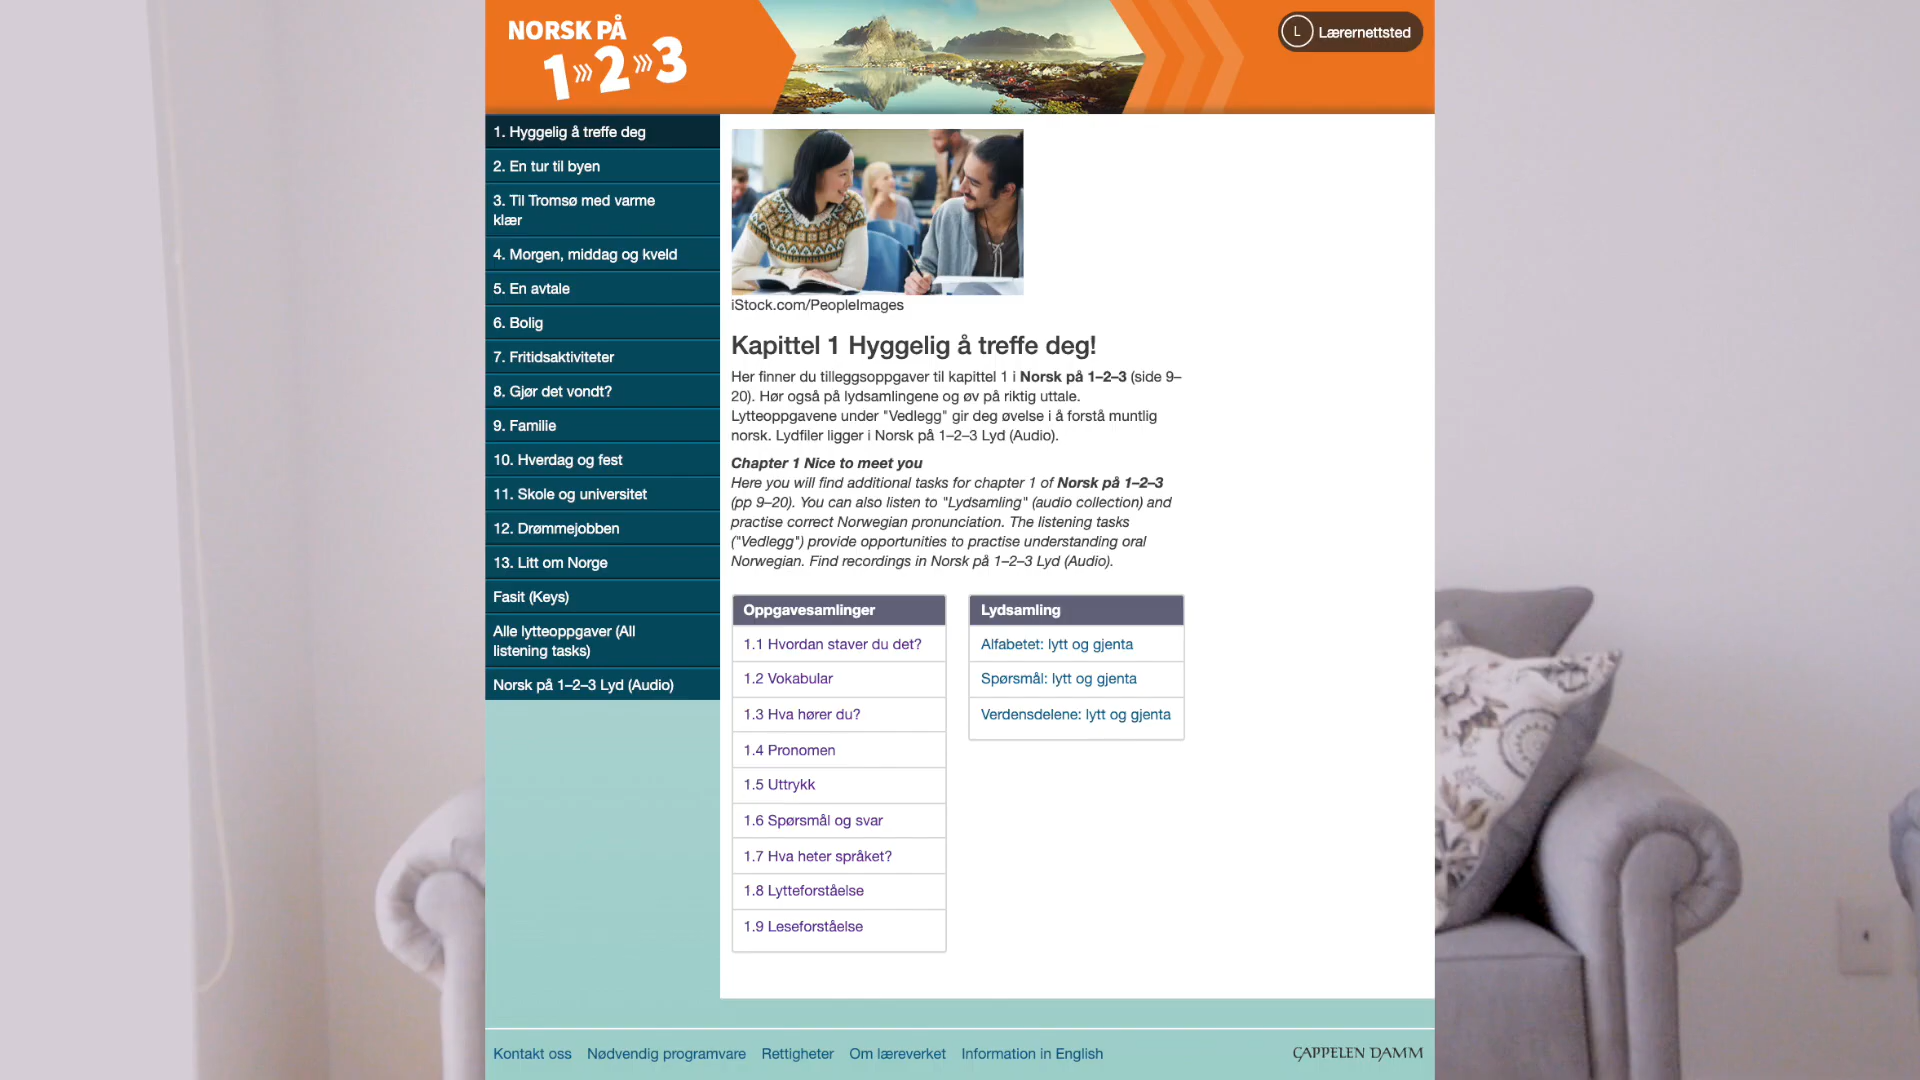 NORSK PÅ
1 2 3
L Lærernettsted
1. Hyggelig å treffe deg
2. En tur til byen
3. Til Tromsø med varme
klær
4. Morgen, middag og kveld
5. En avtale
6. Bolig
7. Fritidsaktiviteter
8. Gjør det vondt?
9. Familie
10. Hverdag og fest
11. Skole og universitet
12. Drømmejobben
13. Litt om Norge
Fasit (Keys)
Alle lytteoppgaver (All
listening tasks)
Norsk på 1–2–3 Lyd (Audio)
iStock.com/PeopleImages
Kapittel 1 Hyggelig å treffe deg!
Her finner du tilleggsoppgaver til kapittel 1 i Norsk på 1–2–3 (side 9–
20). Hør også på lydsamlingene og øv på riktig uttale.
Lytteoppgavene under "Vedlegg" gir deg øvelse i å forstå muntlig
norsk. Lydfiler ligger i Norsk på 1–2–3 Lyd (Audio).
Chapter 1 Nice to meet you
Here you will find additional tasks for chapter 1 of Norsk på 1–2–3
(pp 9–20). You can also listen to "Lydsamling" (audio collection) and
practise correct Norwegian pronunciation. The listening tasks
("Vedlegg") provide opportunities to practise understanding oral
Norwegian. Find recordings in Norsk på 1–2–3 Lyd (Audio).
Oppgavesamlinger
1.1 Hvordan staver du det?
1.2 Vokabular
1.3 Hva hører du?
1.4 Pronomen
1.5 Uttrykk
1.6 Spørsmål og svar
1.7 Hva heter språket?
1.8 Lytteforståelse
1.9 Leseforståelse
Lydsamling
Alfabetet: lytt og gjenta
Spørsmål: lytt og gjenta
Verdensdelene: lytt og gjenta
Kontakt oss Nødvendig programvare Rettigheter Om læreverket Information in English
CAPPELEN DAMM